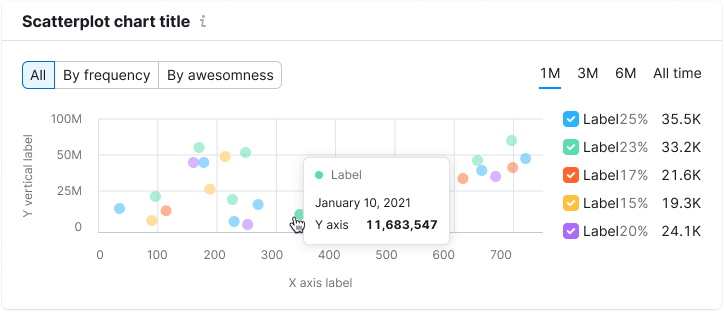 Scatterplot chart title i
All By frequency By awesomness
1M 3M 6M All time
Y vertical label
100M
50M
25M
0
0 100 200 300 400 500 600 700
X axis label
Label
January 10, 2021
Y axis 11,683,547
Label 25% 35.5K
Label 23% 33.2K
Label 17% 21.6K
Label 15% 19.3K
Label 20% 24.1K